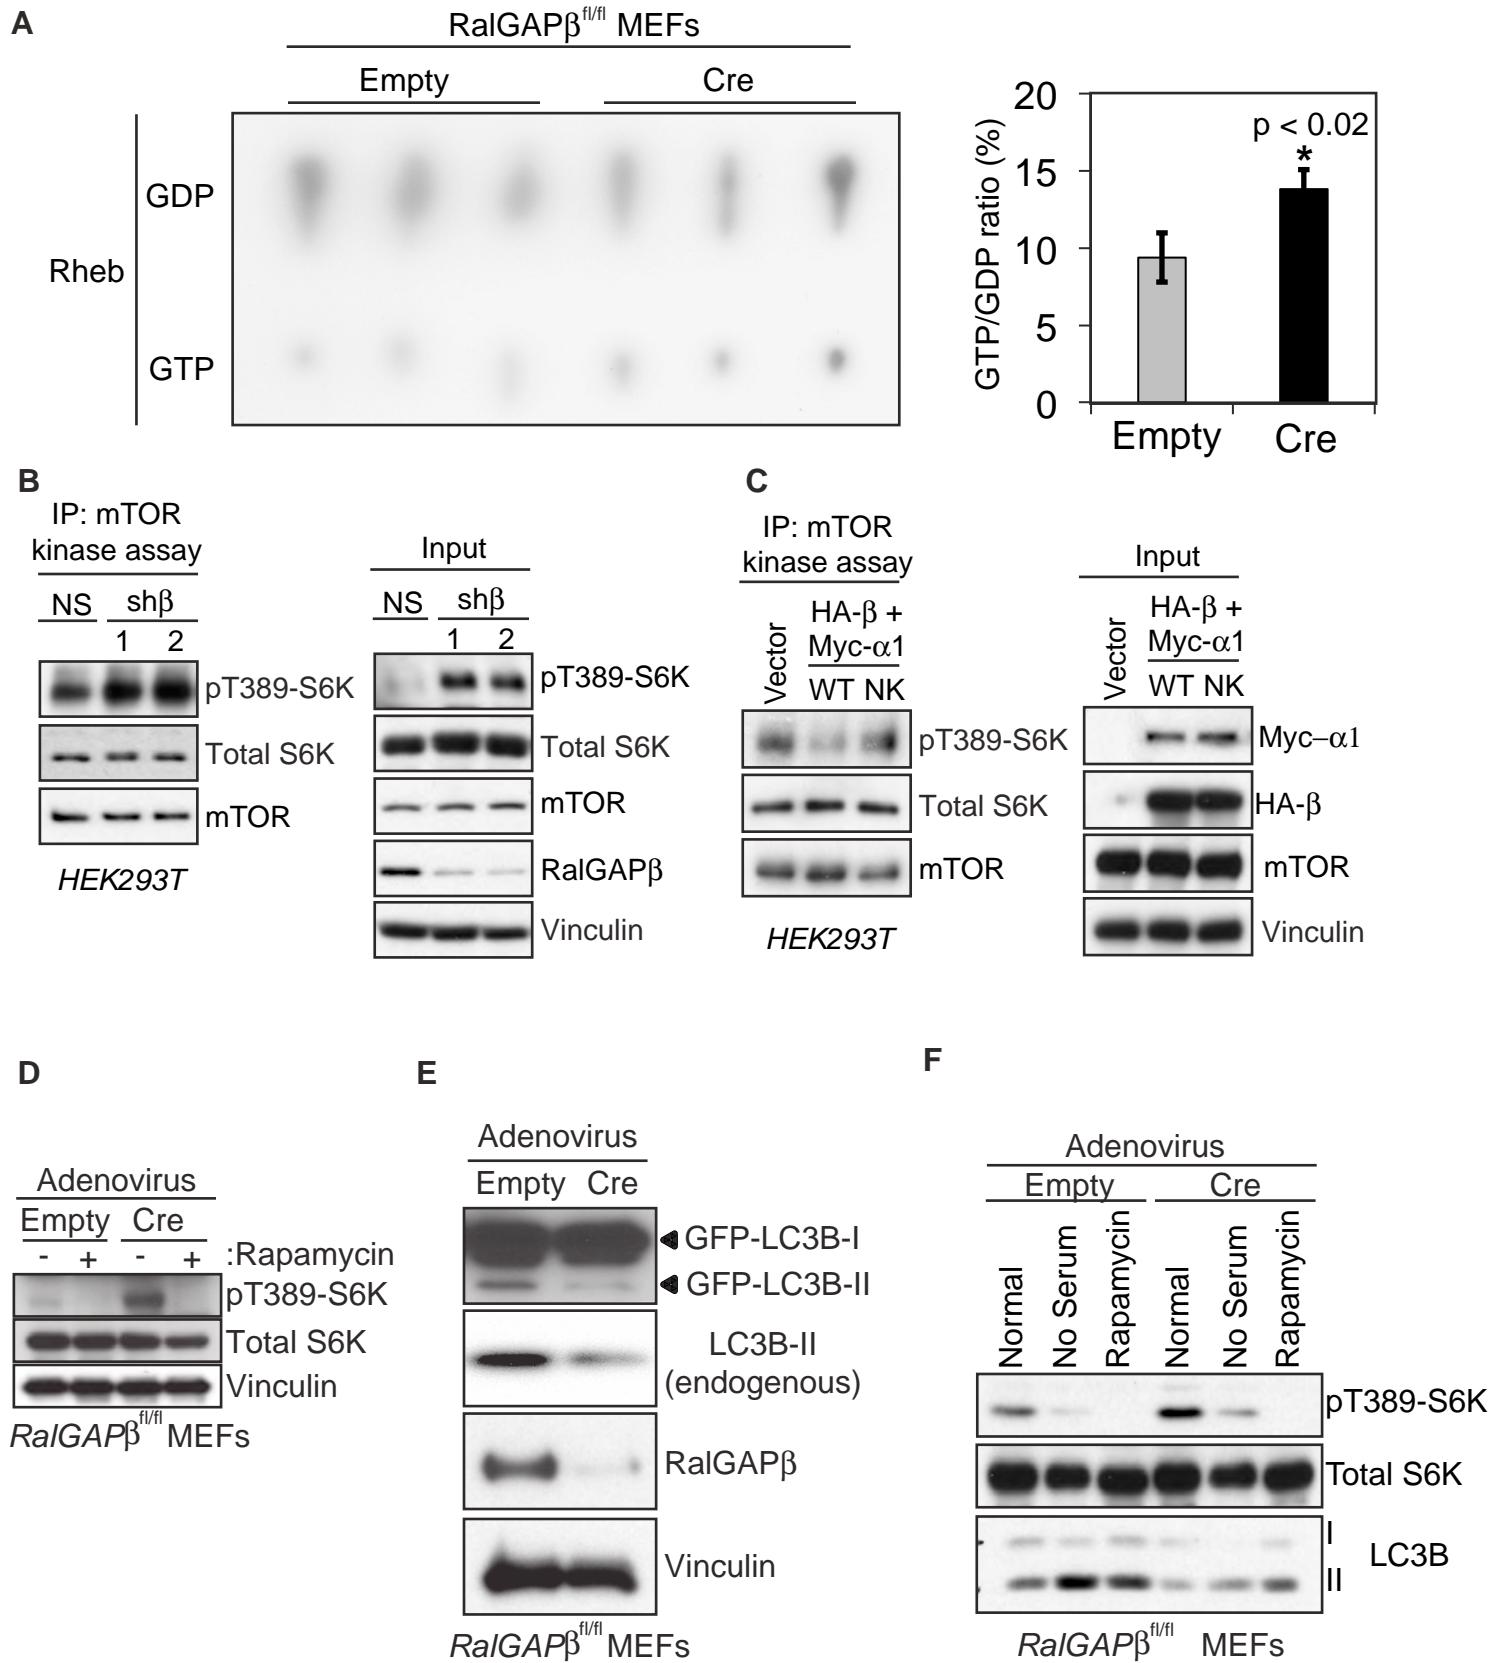 A
RalGAPβfl/fl MEFs
Empty Cre
Rheb
GDP
GTP
GTP/GDP ratio (%)
20
15
10
5
0
p < 0.02
*
Empty Cre
B
IP: mTOR
kinase assay
NS shβ
1 2
pT389-S6K
Total S6K
mTOR
HEK293T
Input
NS shβ
1 2
pT389-S6K
Total S6K
mTOR
RalGAPβ
Vinculin
C
IP: mTOR
kinase assay
Vector
HA-β +
Myc-α1
WT NK
pT389-S6K
Total S6K
mTOR
HEK293T
Input
Vector
HA-β +
Myc-α1
WT NK
Myc-α1
HA-β
mTOR
Vinculin
D
Adenovirus
Empty Cre
- + - + :Rapamycin
pT389-S6K
Total S6K
Vinculin
RalGAPβfl/fl MEFs
E
Adenovirus
Empty Cre
GFP-LC3B-I
GFP-LC3B-II
LC3B-II
(endogenous)
RalGAPβ
Vinculin
RalGAPβfl/fl MEFs
F
Adenovirus
Empty Cre
Normal No Serum Rapamycin Normal No Serum Rapamycin
pT389-S6K
Total S6K
I
II
LC3B
RalGAPβfl/fl MEFs